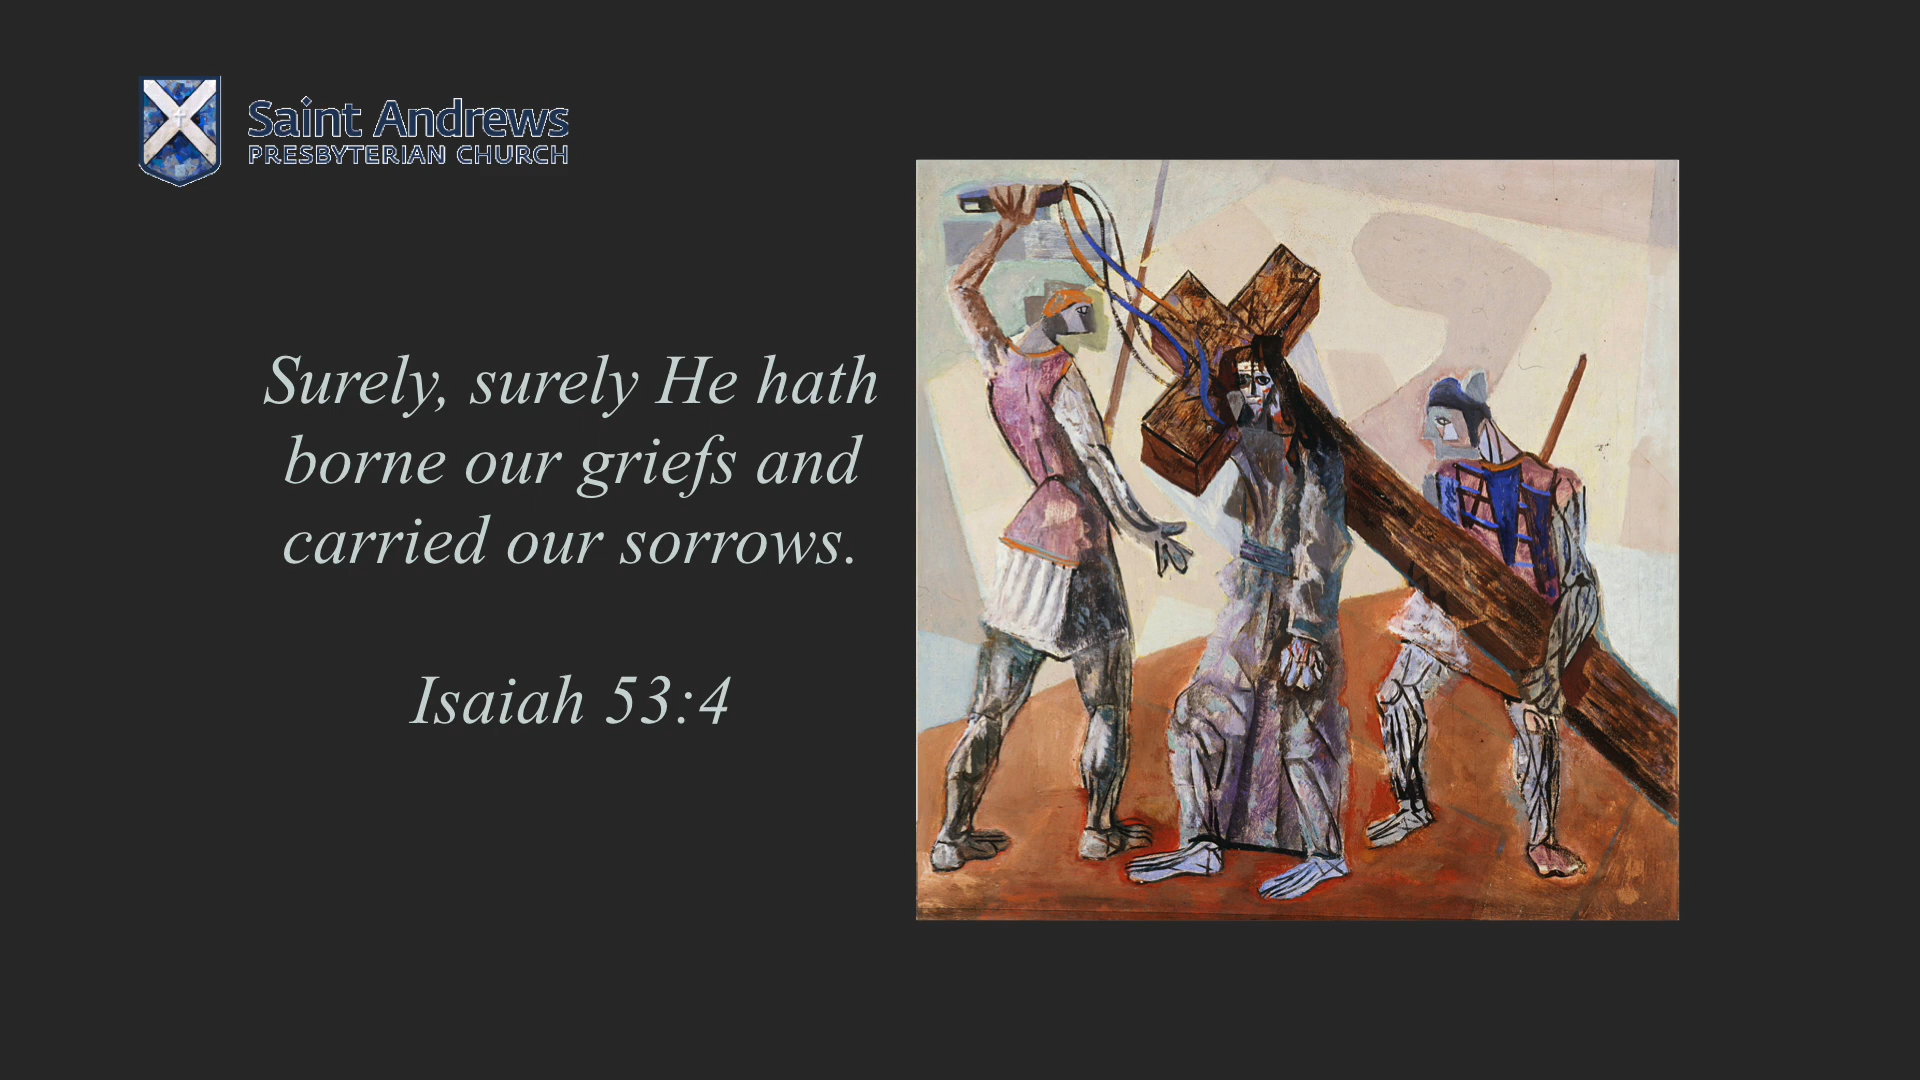 Saint Andrews
PRESBYTERIAN CHURCH
Surely, surely He hath
borne our griefs and
carried our sorrows.
Isaiah 53:4